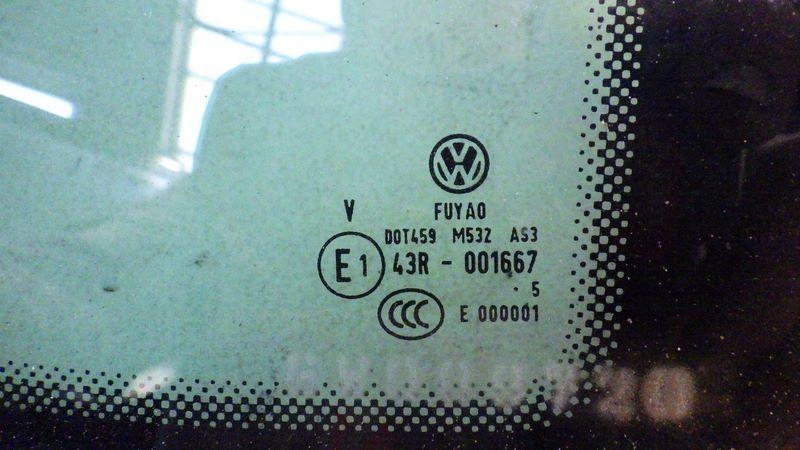 V FUYAO
DOT459 M532 AS3
E1 43R - 001667
. 5
CCC E 000001